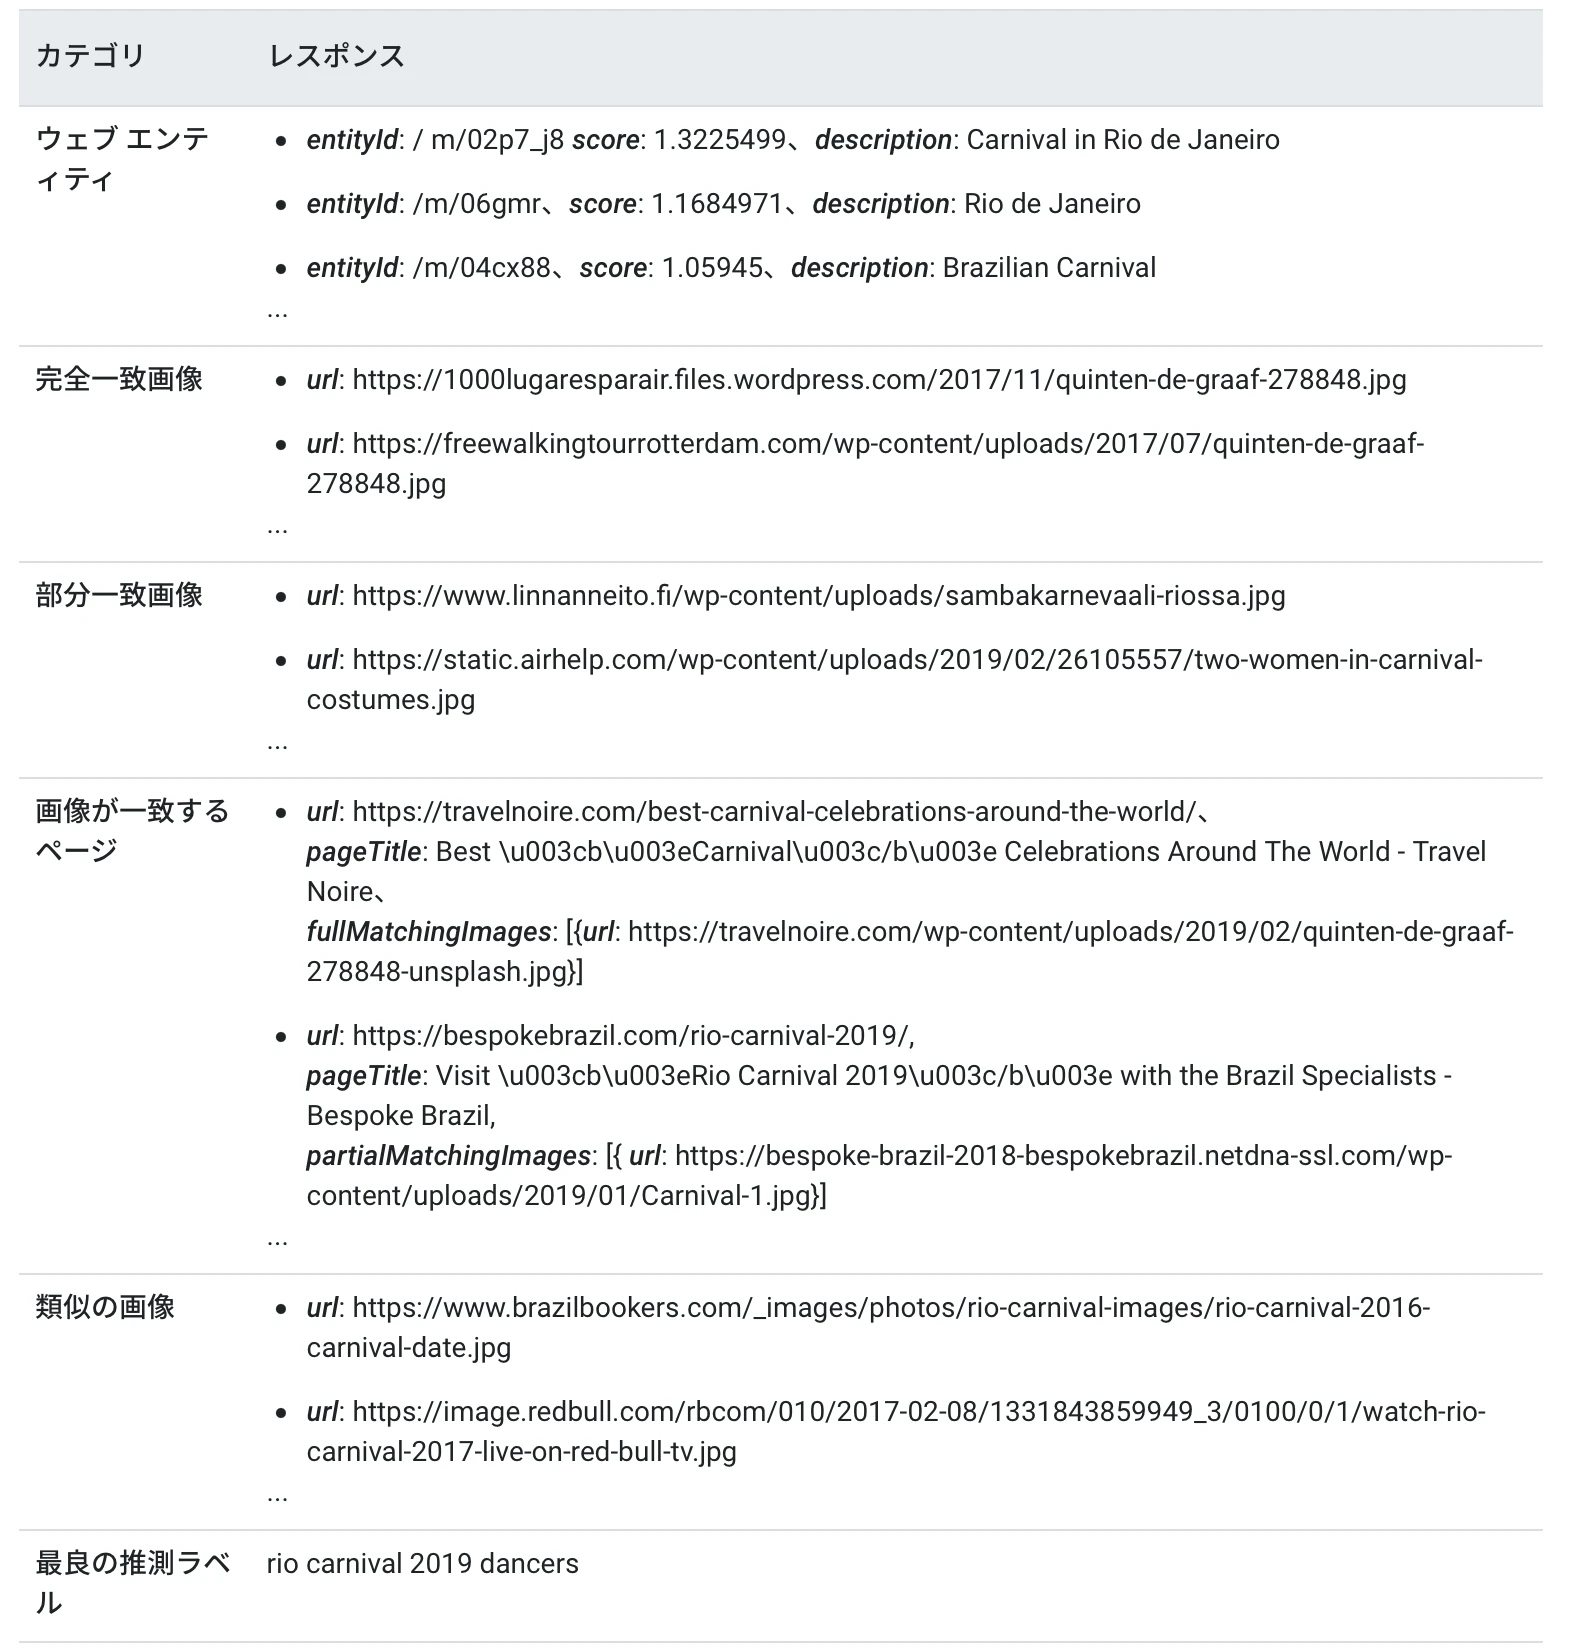 カテゴリ
レスポンス
ウェブ エンテ
ィティ
• entityId: / m/02p7_j8 score: 1.3225499、description: Carnival in Rio de Janeiro
• entityId: /m/06gmr、score: 1.1684971、description: Rio de Janeiro
• entityId: /m/04cx88、score: 1.05945、description: Brazilian Carnival
...
完全一致画像
• url: https://1000lugaresparair.files.wordpress.com/2017/11/quinten-de-graaf-278848.jpg
• url: https://freewalkingtourrotterdam.com/wp-content/uploads/2017/07/quinten-de-graaf-
278848.jpg
...
部分一致画像
• url: https://www.linnanneito.fi/wp-content/uploads/sambakarnevaali-riossa.jpg
• url: https://static.airhelp.com/wp-content/uploads/2019/02/26105557/two-women-in-carnival-
costumes.jpg
...
画像が一致する
ページ
• url: https://travelnoire.com/best-carnival-celebrations-around-the-world/、
pageTitle: Best \u003cb\u003eCarnival\u003c/b\u003e Celebrations Around The World - Travel
Noire、
fullMatchingImages: [{url: https://travelnoire.com/wp-content/uploads/2019/02/quinten-de-graaf-
278848-unsplash.jpg}]
• url: https://bespokebrazil.com/rio-carnival-2019/,
pageTitle: Visit \u003cb\u003eRio Carnival 2019\u003c/b\u003e with the Brazil Specialists -
Bespoke Brazil,
partialMatchingImages: [{ url: https://bespoke-brazil-2018-bespokebrazil.netdna-ssl.com/wp-
content/uploads/2019/01/Carnival-1.jpg}]
...
類似の画像
• url: https://www.brazilbookers.com/_images/photos/rio-carnival-images/rio-carnival-2016-
carnival-date.jpg
• url: https://image.redbull.com/rbcom/010/2017-02-08/1331843859949_3/0100/0/1/watch-rio-
carnival-2017-live-on-red-bull-tv.jpg
...
最良の推測ラベ
ル
rio carnival 2019 dancers